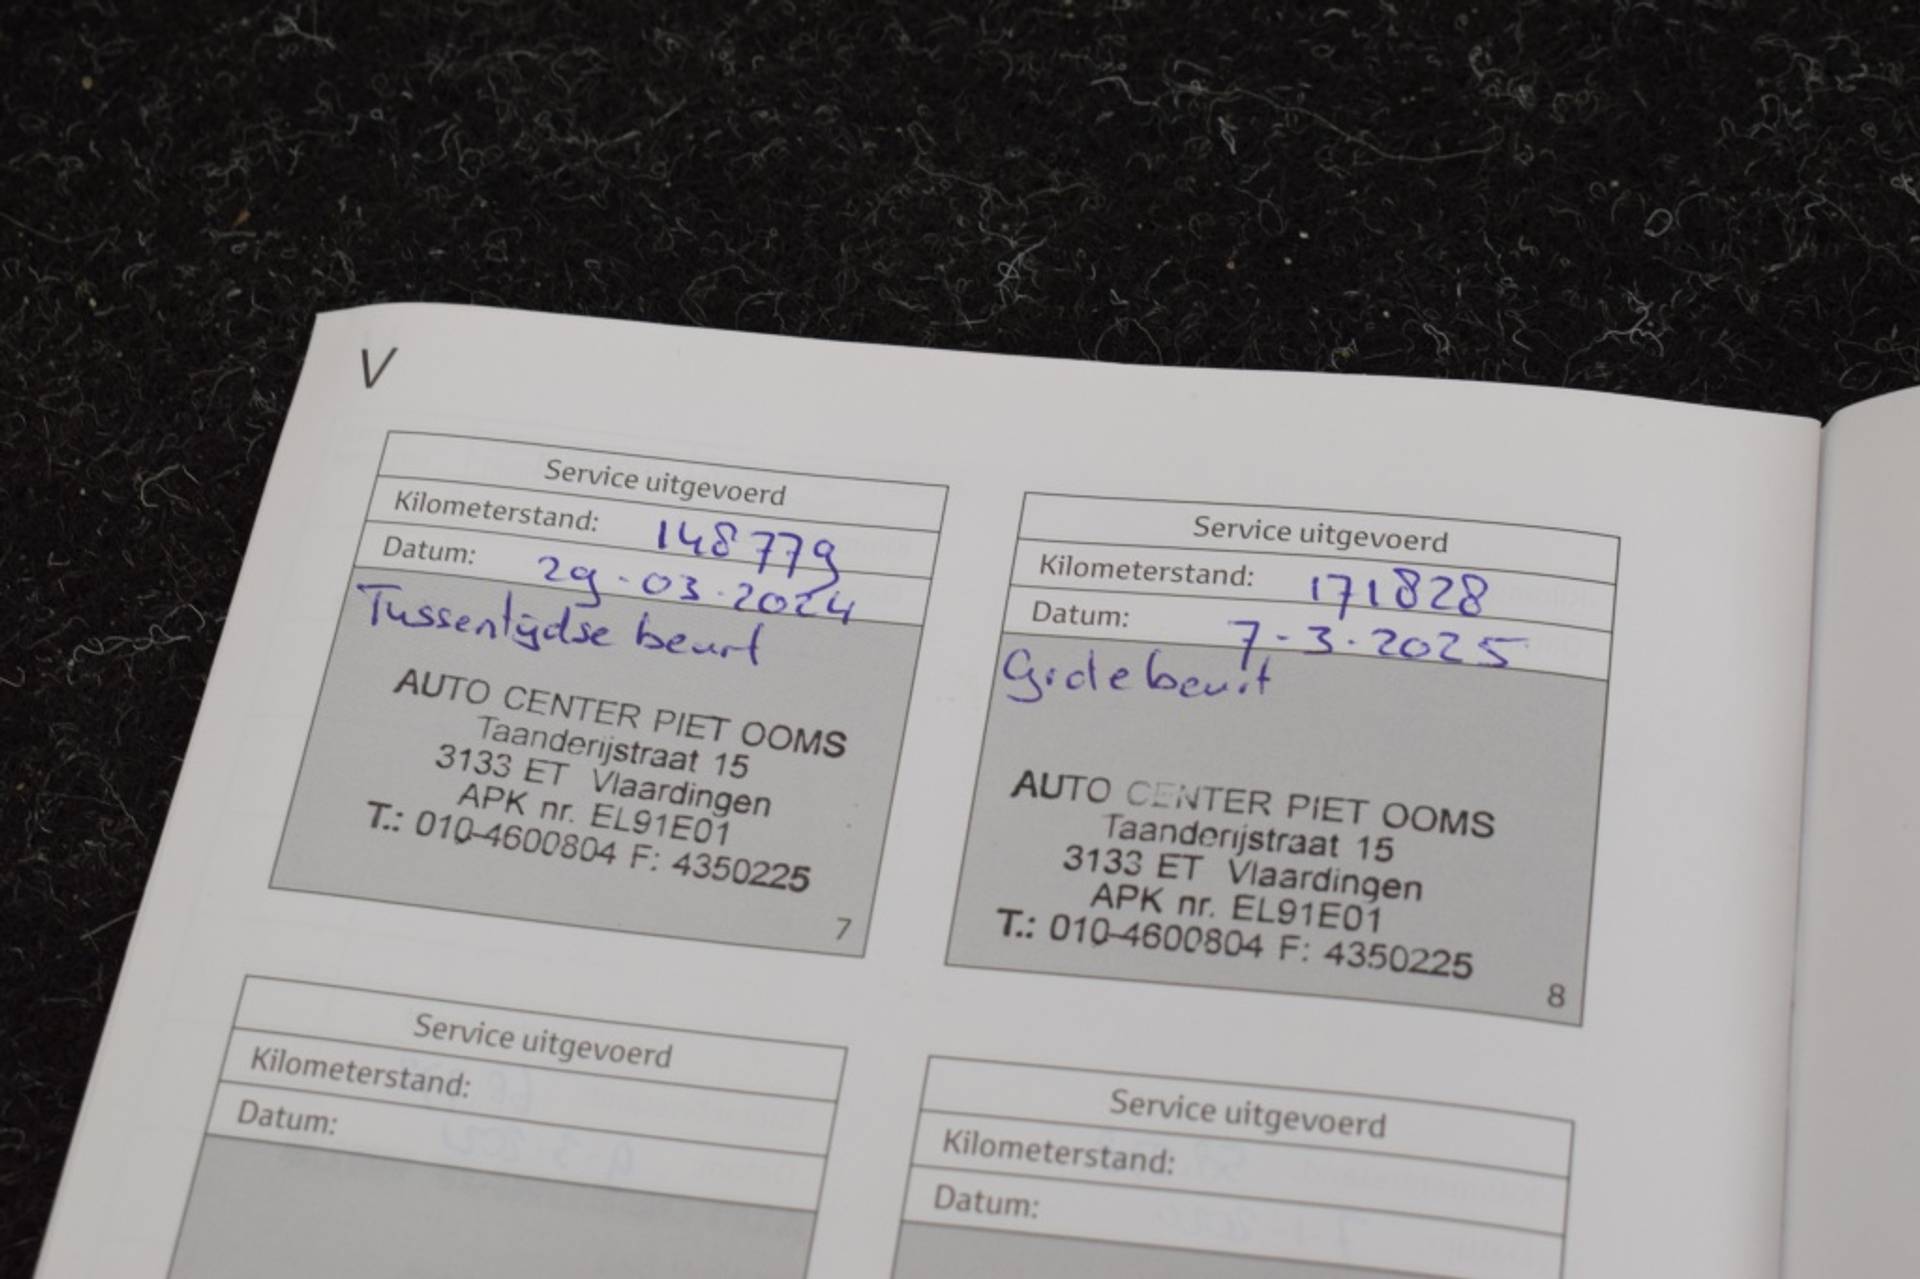 V
Service uitgevoerd
Kilometerstand: 148779
Datum: 29-03-2024
Tussentijdse beurt
AUTO CENTER PIET OOMS
Taanderijstraat 15
3133 ET Vlaardingen
APK nr. EL91E01
T.: 010-4600804 F: 4350225
7
Service uitgevoerd
Kilometerstand: 171828
Datum: 7-3-2025
Grote beurt
AUTO CENTER PIET OOMS
Taanderijstraat 15
3133 ET Vlaardingen
APK nr. EL91E01
T.: 010-4600804 F: 4350225
8
Service uitgevoerd
Kilometerstand:
Datum:
Service uitgevoerd
Kilometerstand:
Datum: